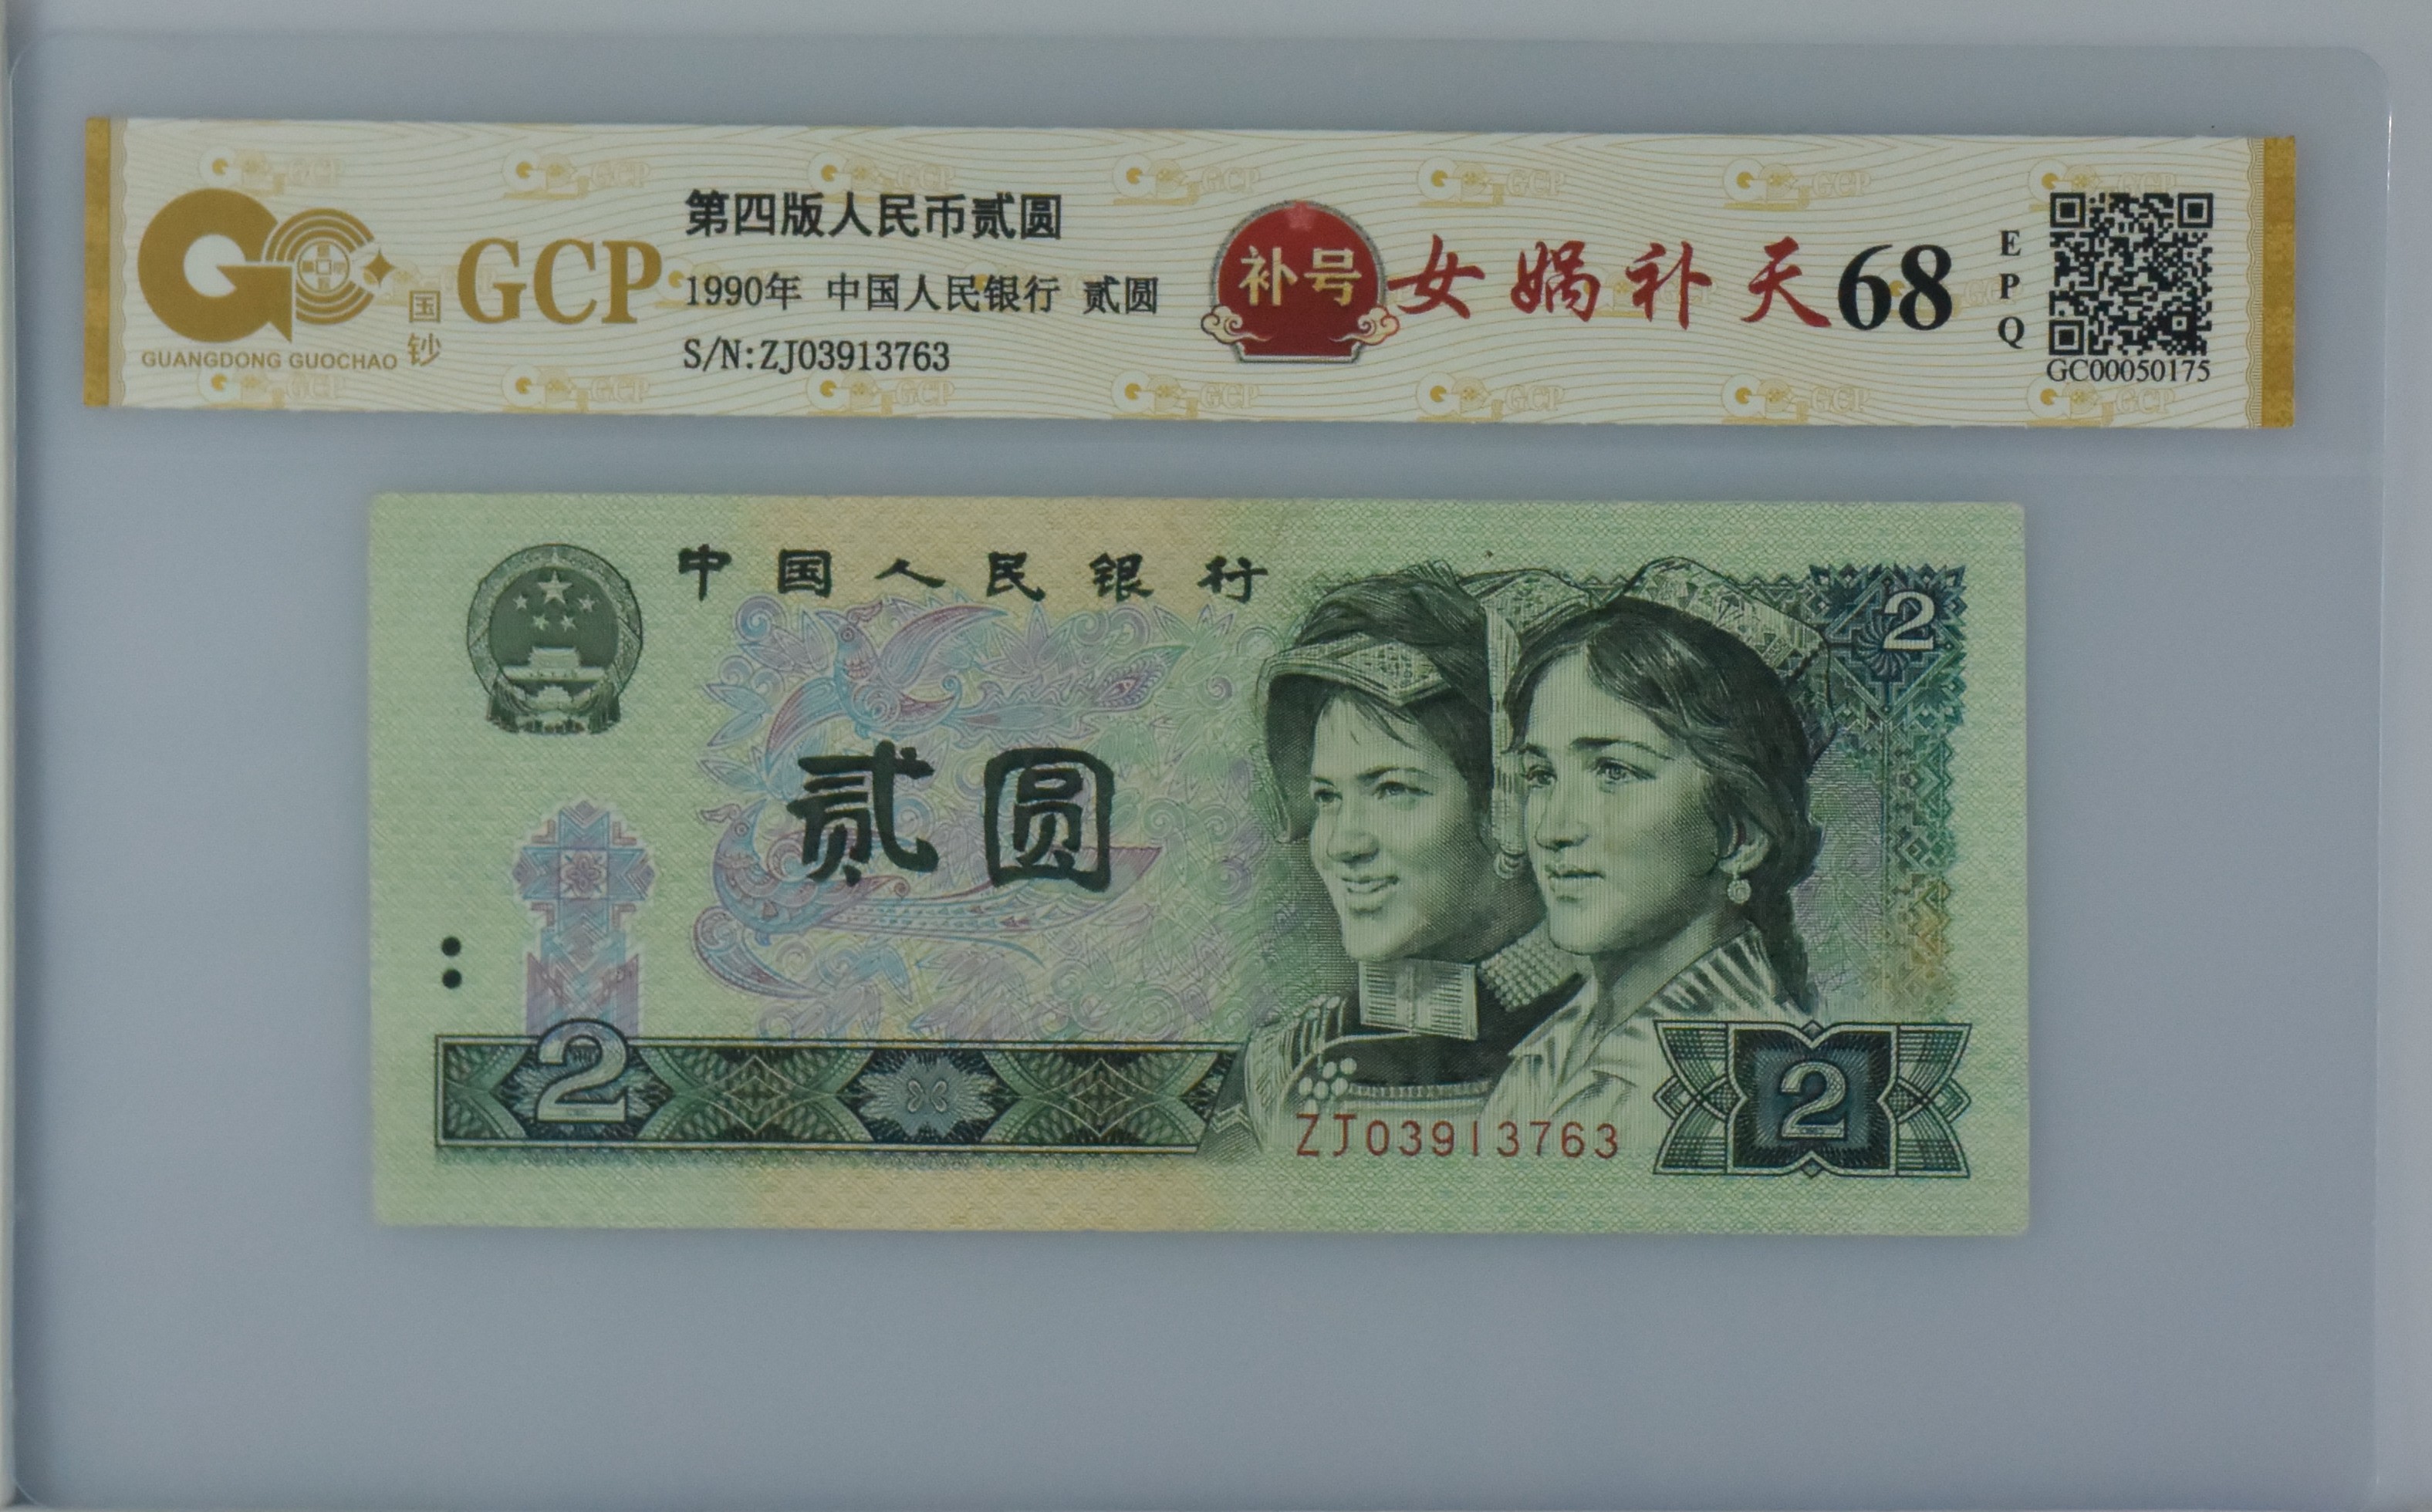 GUANGDONG GUOCHAO
国钞
GCP
第四版人民币贰圆
1990年 中国人民银行 贰圆
S/N:ZJ03913763
补号
女娲补天
68
EPQ
GC00050175
中国人民银行
2
贰圆
2
2
ZJ03913763